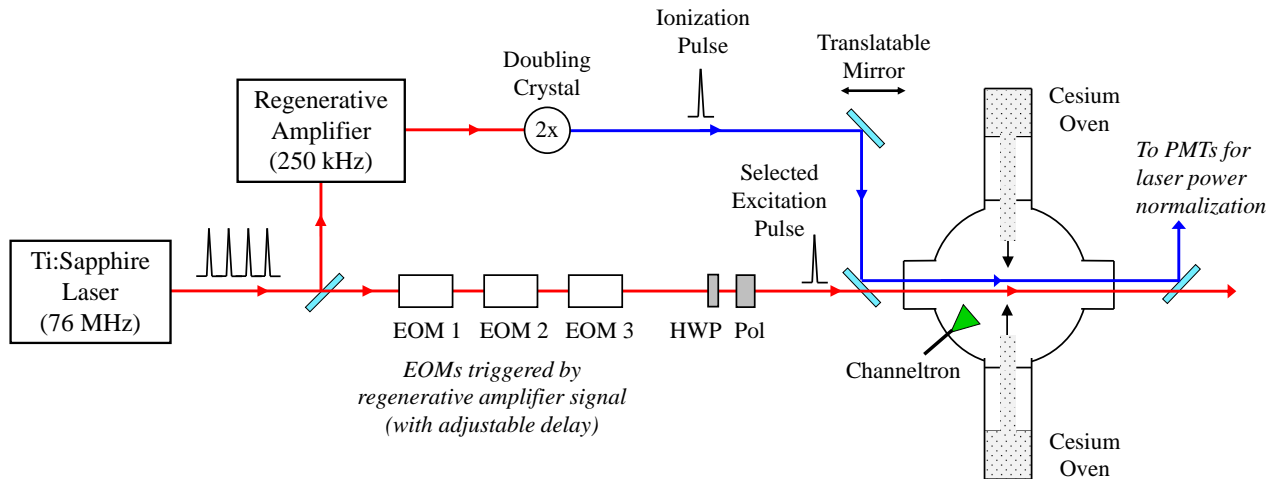 Ionization
Pulse
Translatable
Mirror
Doubling
Crystal
Cesium
Oven
Regenerative
Amplifier
(250 kHz)
2x
To PMTs for
laser power
normalization
Selected
Excitation
Pulse
Ti:Sapphire
Laser
(76 MHz)
EOM 1
EOM 2
EOM 3
HWP
Pol
Channeltron
EOMs triggered by
regenerative amplifier signal
(with adjustable delay)
Cesium
Oven